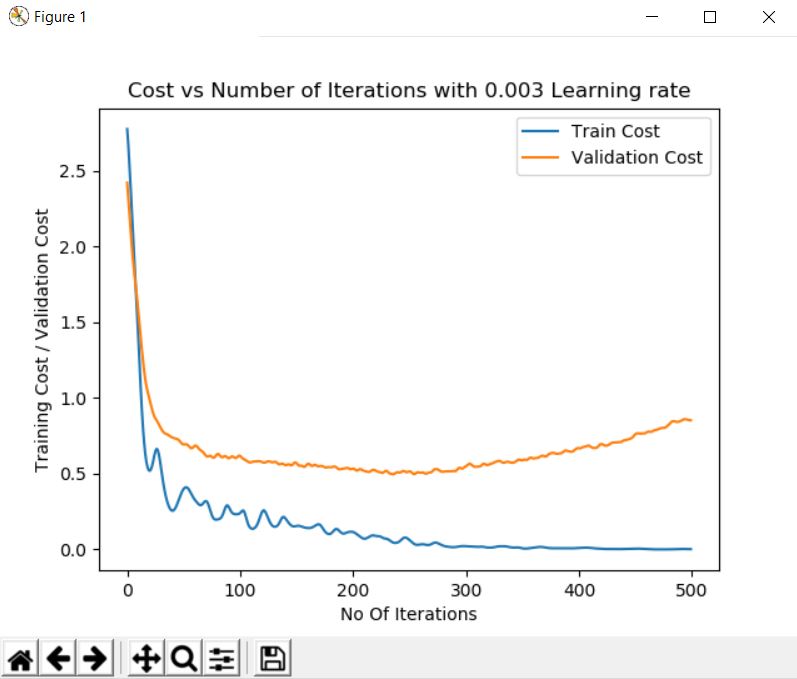 Figure 1
Cost vs Number of Iterations with 0.003 Learning rate
Train Cost
Validation Cost
Training Cost / Validation Cost
2.5
2.0
1.5
1.0
0.5
0.0
0 100 200 300 400 500
No Of Iterations